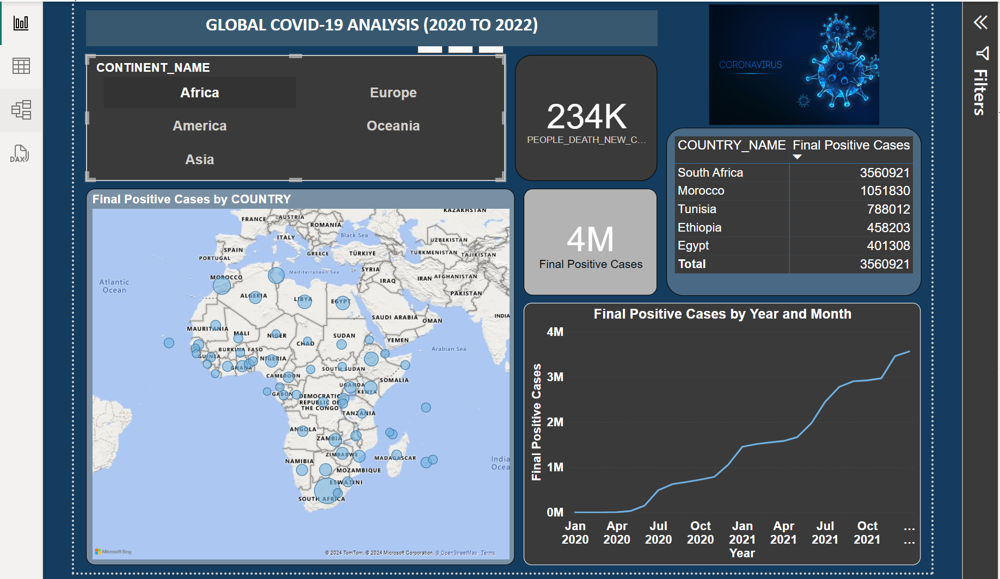 GLOBAL COVID-19 ANALYSIS (2020 TO 2022)
CORONAVIRUS
Filters
DAX
CONTINENT_NAME
Africa
Europe
America
Oceania
Asia
234K
PEOPLE_DEATH_NEW_C...
COUNTRY_NAME Final Positive Cases
South Africa 3560921
Morocco 1051830
Tunisia 788012
Ethiopia 458203
Egypt 401308
Total 3560921
4M
Final Positive Cases
Final Positive Cases by COUNTRY
KAZAKHSTAN
FRANCE
AUSTRIA
ROMANIA
ITALY
Black Sea
UZBEKISTAN
SPAIN
GREECE
TÜRKIYE
TURKMENISTAN
TAJIKISTAN
PORTUGAL
Mediterranean Sea
SYRIA
MOROCCO
IRAQ
IRAN
AFGHANISTAN
Atlantic
Ocean
ALGERIA
LIBYA
EGYPT
PAKISTAN
SAUDI ARABIA
OMAN
INDIA
MAURITANIA
MALI
NIGER
CHAD
SUDAN
YEMEN
Arabian Sea
BURKINA FASO
GUINEA
NIGERIA
GHANA
SOUTH SUDAN
CAMEROON
SOMALIA
UGANDA
KENYA
GABON
DEMOCRATIC
REPUBLIC OF
THE CONGO
TANZANIA
ANGOLA
ZAMBIA
ZIMBABWE
MADAGASCAR
NAMIBIA
MOZAMBIQUE
India
Ocea
ESWATINI
SOUTH AFRICA
Microsoft Bing
© 2024 TomTom, © 2024 Microsoft Corporation, © OpenStreetMap Terms
Final Positive Cases by Year and Month
Final Positive Cases
4M
3M
2M
1M
0M
Jan Apr Jul Oct Jan Apr Jul Oct ...
2020 2020 2020 2020 2021 2021 2021 2021 ...
Year